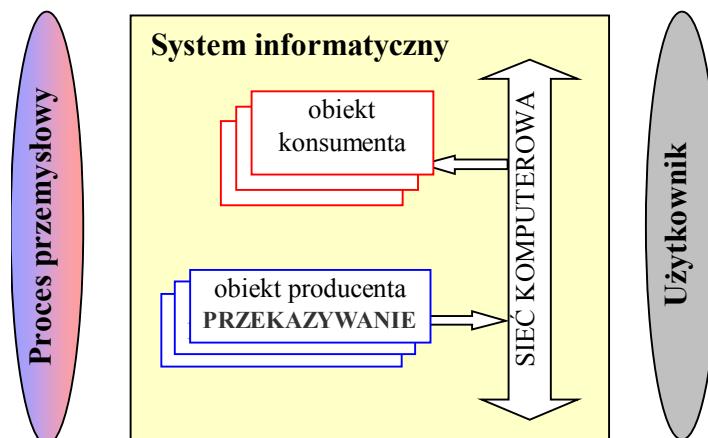 Proces przemysłowy
System informatyczny
obiekt
konsumenta
obiekt producenta
PRZEKAZYWANIE
SIEĆ KOMPUTEROWA
Użytkownik